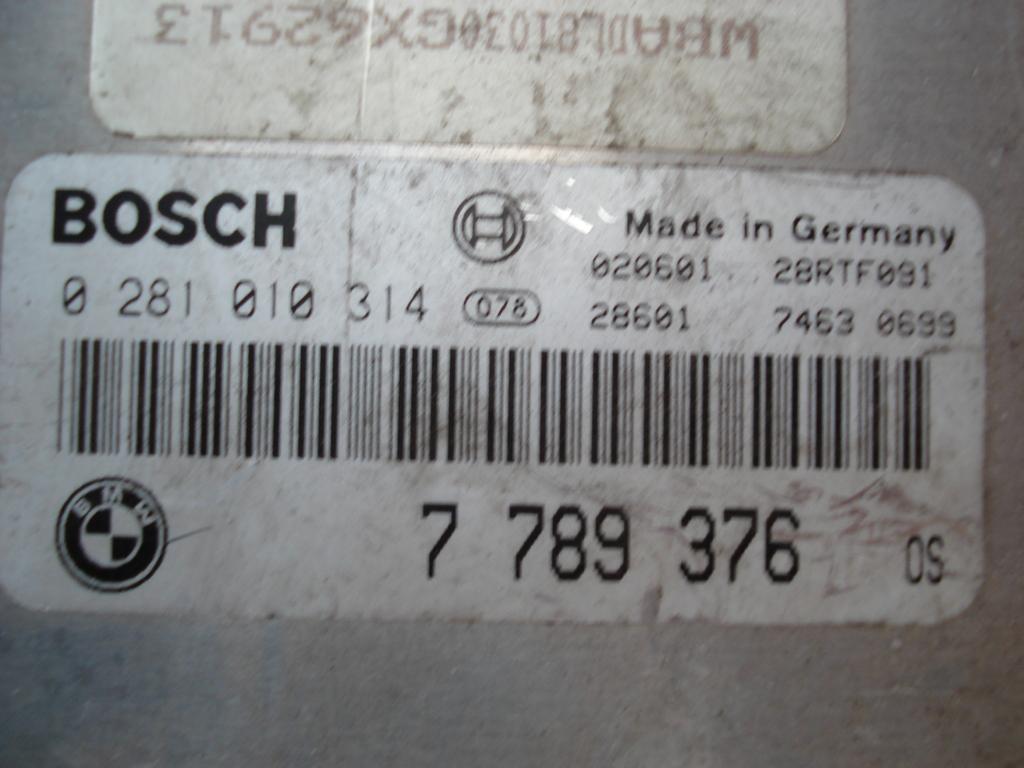 WBADL81030GX62913
BOSCH
Made in Germany
0 281 010 314 078
020601 28RTF091
28601 7463 0699
BMW
7 789 376 OS